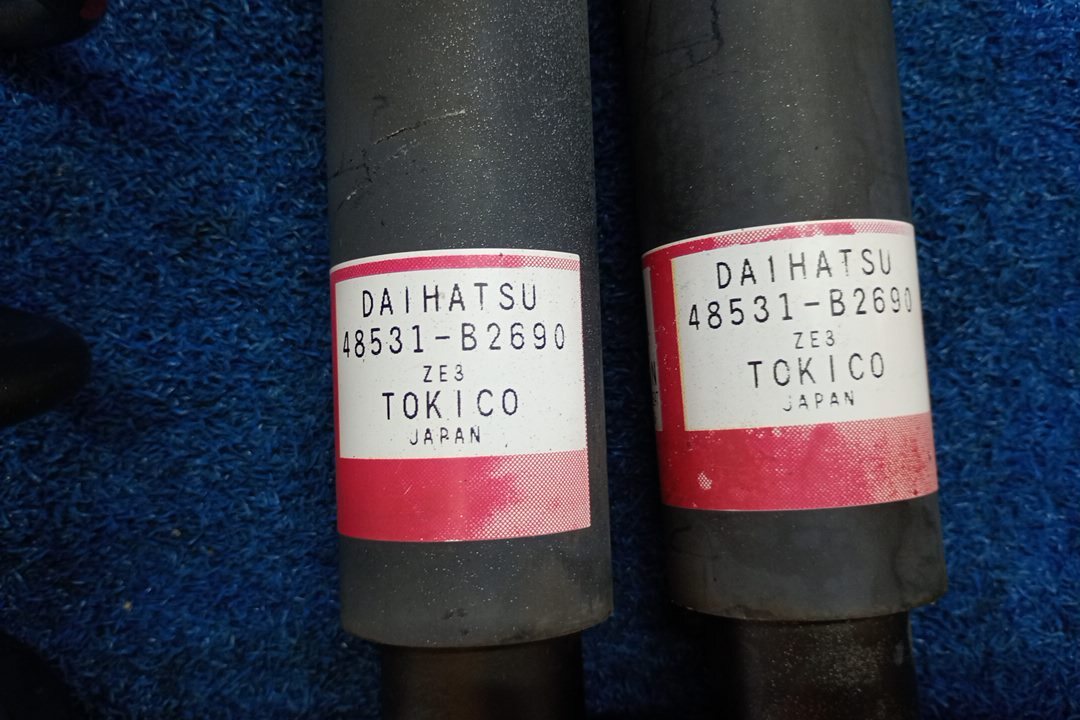 DAIHATSU
48531-B2690
ZE3
TOKICO
JAPAN
DAIHATSU
48531-B2690
ZE3
TOKICO
JAPAN